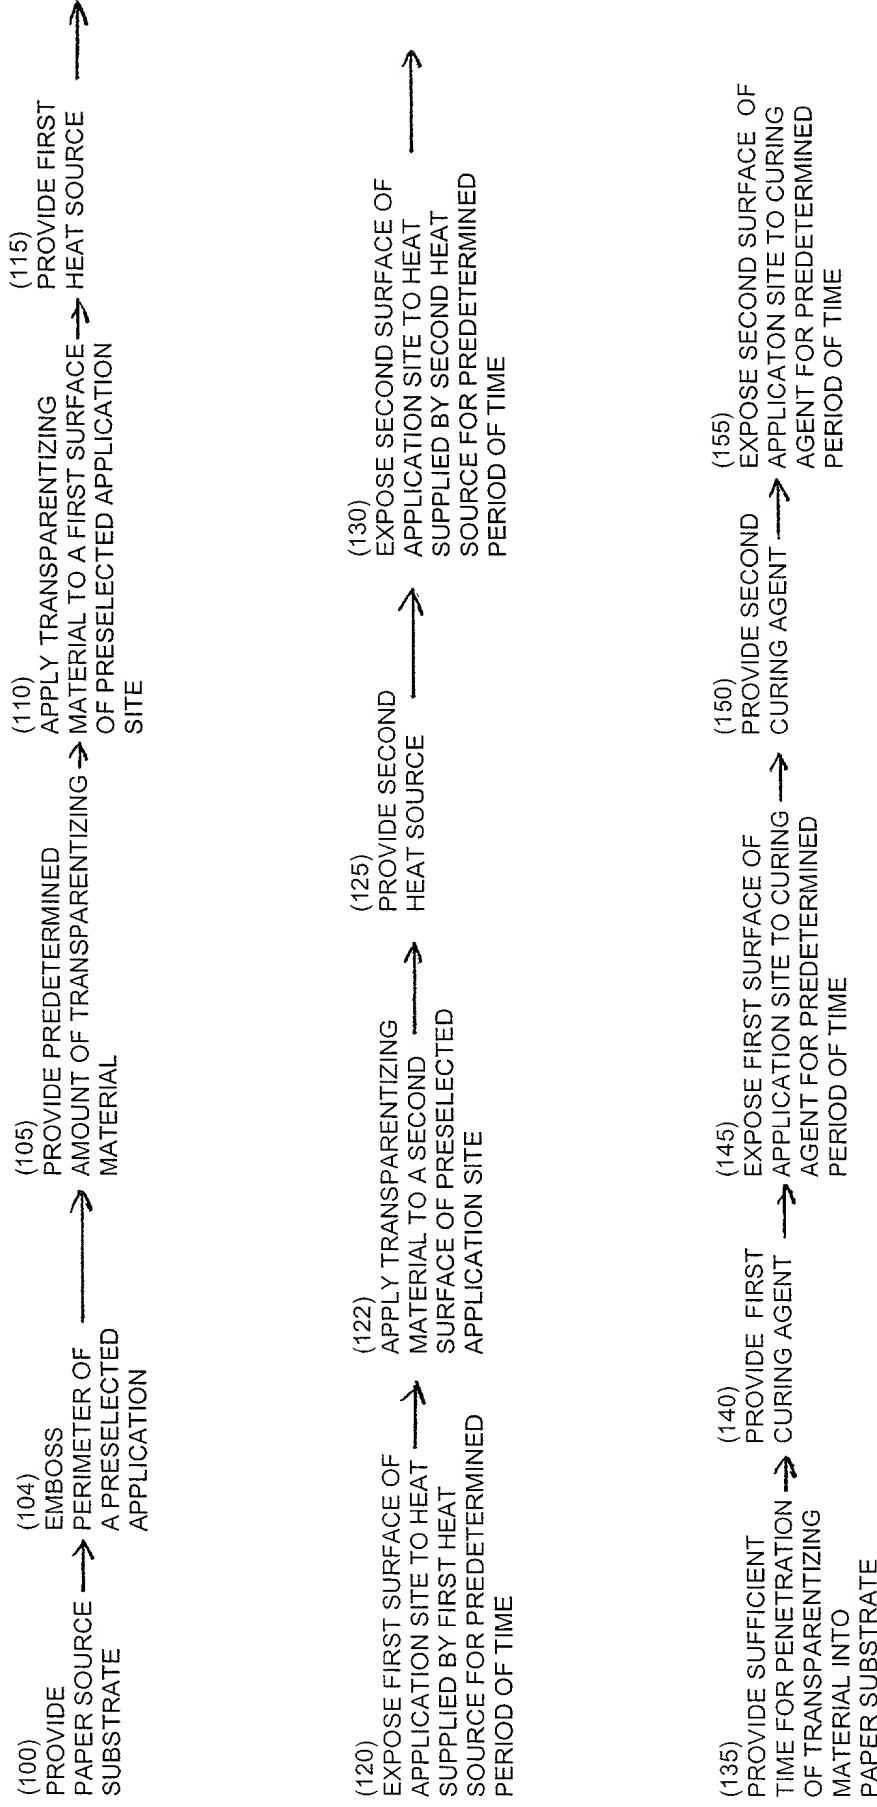 (100)
PROVIDE
PAPER SOURCE
SUBSTRATE
(104)
EMBOSS
PERIMETER OF
A PRESELECTED
APPLICATION
(105)
PROVIDE PREDETERMINED
AMOUNT OF TRANSPARENTIZING
MATERIAL
(110)
APPLY TRANSPARENTIZING
MATERIAL TO A FIRST SURFACE
OF PRESELECTED APPLICATION
SITE
(115)
PROVIDE FIRST
HEAT SOURCE
(120)
EXPOSE FIRST SURFACE OF
APPLICATION SITE TO HEAT
SUPPLIED BY FIRST HEAT
SOURCE FOR PREDETERMINED
PERIOD OF TIME
(122)
APPLY TRANSPARENTIZING
MATERIAL TO A SECOND
SURFACE OF PRESELECTED
APPLICATION SITE
(125)
PROVIDE SECOND
HEAT SOURCE
(130)
EXPOSE SECOND SURFACE OF
APPLICATION SITE TO HEAT
SUPPLIED BY SECOND HEAT
SOURCE FOR PREDETERMINED
PERIOD OF TIME
(135)
PROVIDE SUFFICIENT
TIME FOR PENETRATION
OF TRANSPARENTIZING
MATERIAL INTO
PAPER SUBSTRATE
(140)
PROVIDE FIRST
CURING AGENT
(145)
EXPOSE FIRST SURFACE OF
APPLICATION SITE TO CURING
AGENT FOR PREDETERMINED
PERIOD OF TIME
(150)
PROVIDE SECOND
CURING AGENT
(155)
EXPOSE SECOND SURFACE OF
APPLICATON SITE TO CURING
AGENT FOR PREDETERMINED
PERIOD OF TIME